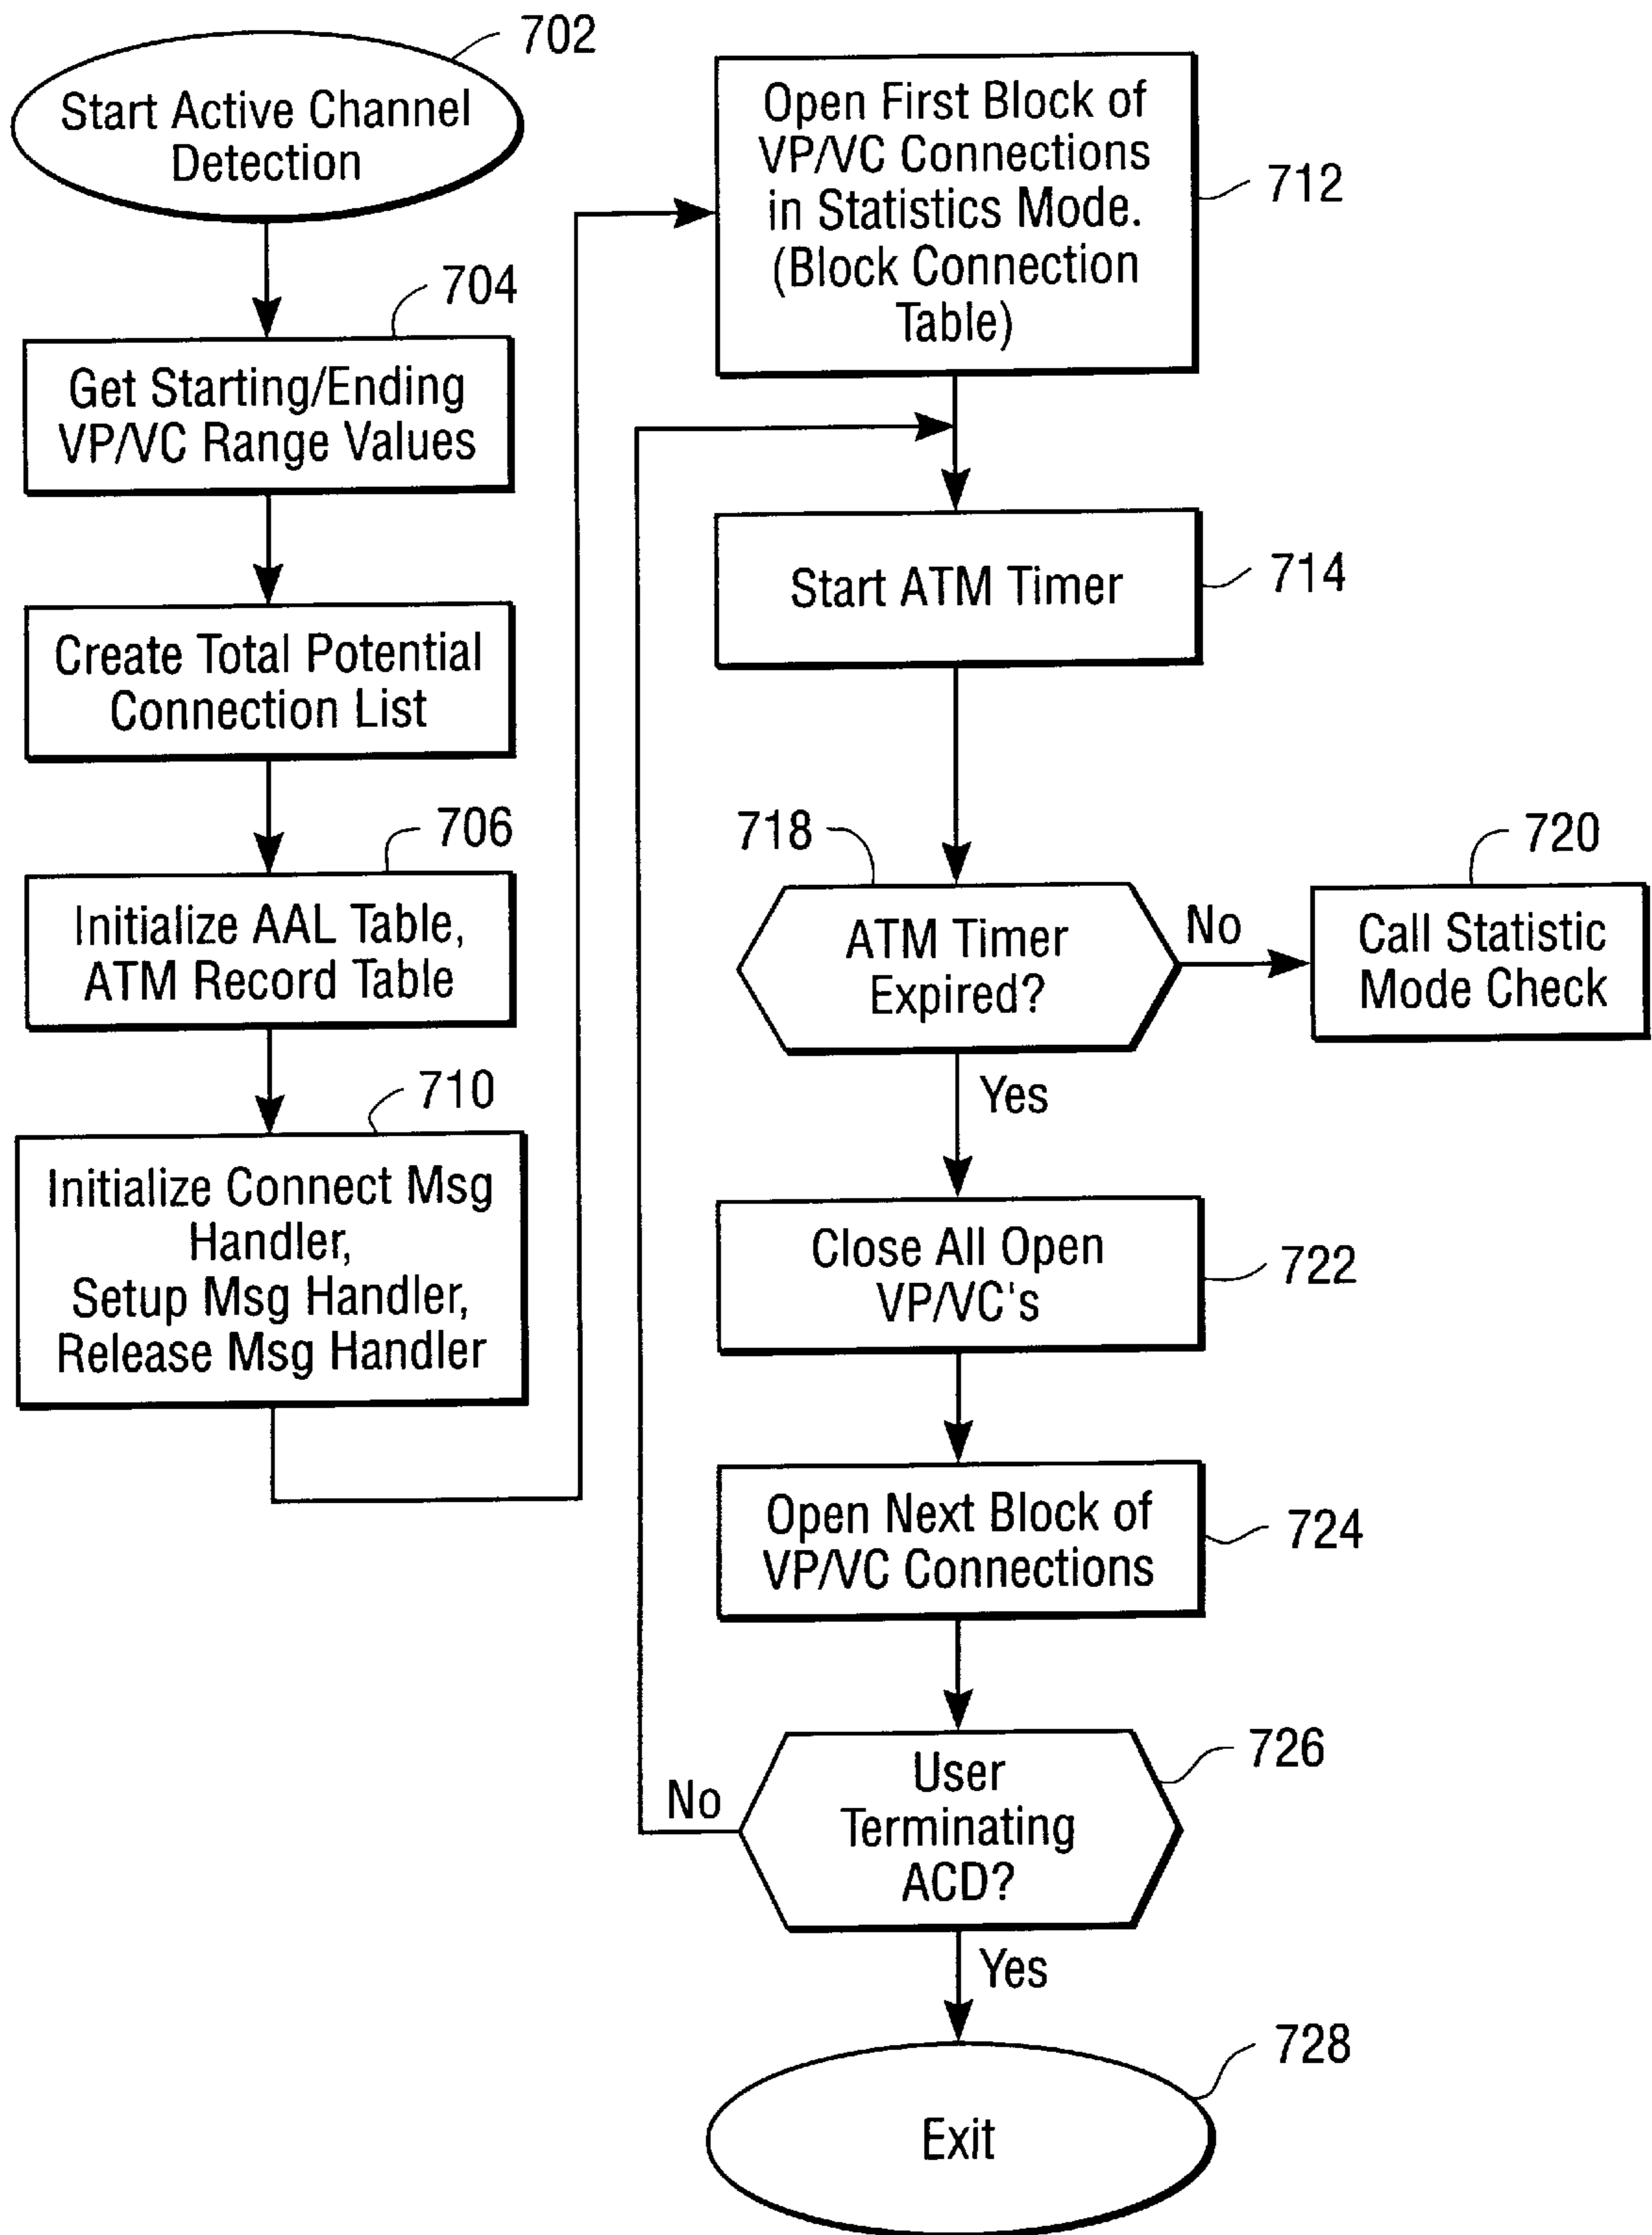 702
Start Active Channel
Detection
704
Get Starting/Ending
VP/VC Range Values
Create Total Potential
Connection List
706
Initialize AAL Table,
ATM Record Table
710
Initialize Connect Msg
Handler,
Setup Msg Handler,
Release Msg Handler
Open First Block of
VP/VC Connections
in Statistics Mode.
(Block Connection
Table)
712
Start ATM Timer
714
718
ATM Timer
Expired?
No
720
Call Statistic
Mode Check
Yes
Close All Open
VP/VC's
722
Open Next Block of
VP/VC Connections
724
User
Terminating
ACD?
726
No
Yes
728
Exit